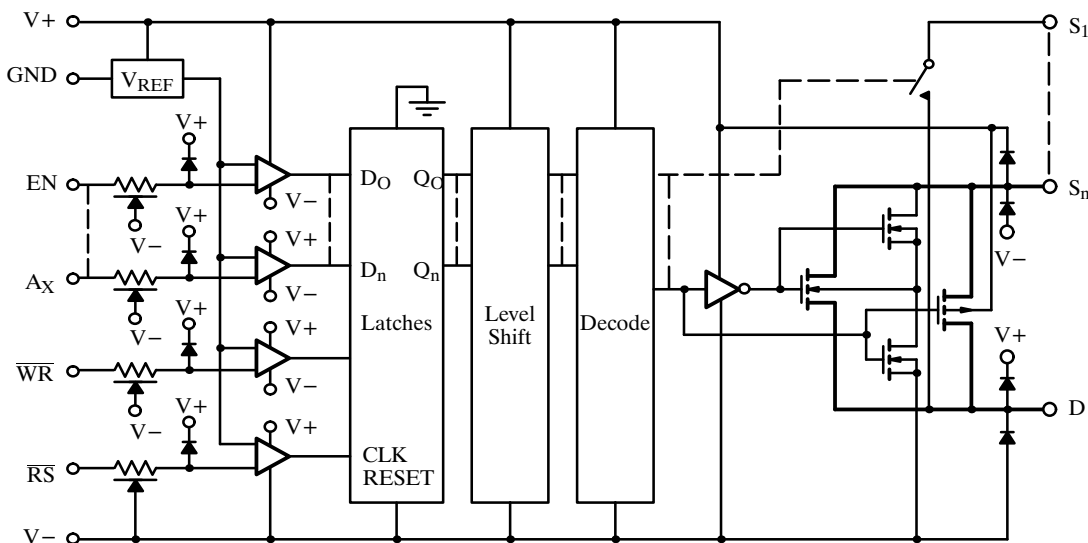 V+
S1
GND
VREF
V+
EN
DO
QO
V−
Sn
V−
V+
V+
V−
AX
Dn
Qn
V−
V−
Latches
Level
Shift
Decode
V+
V+
V+
WR
V−
V−
V+
V+
D
CLK
RS
RESET
V−